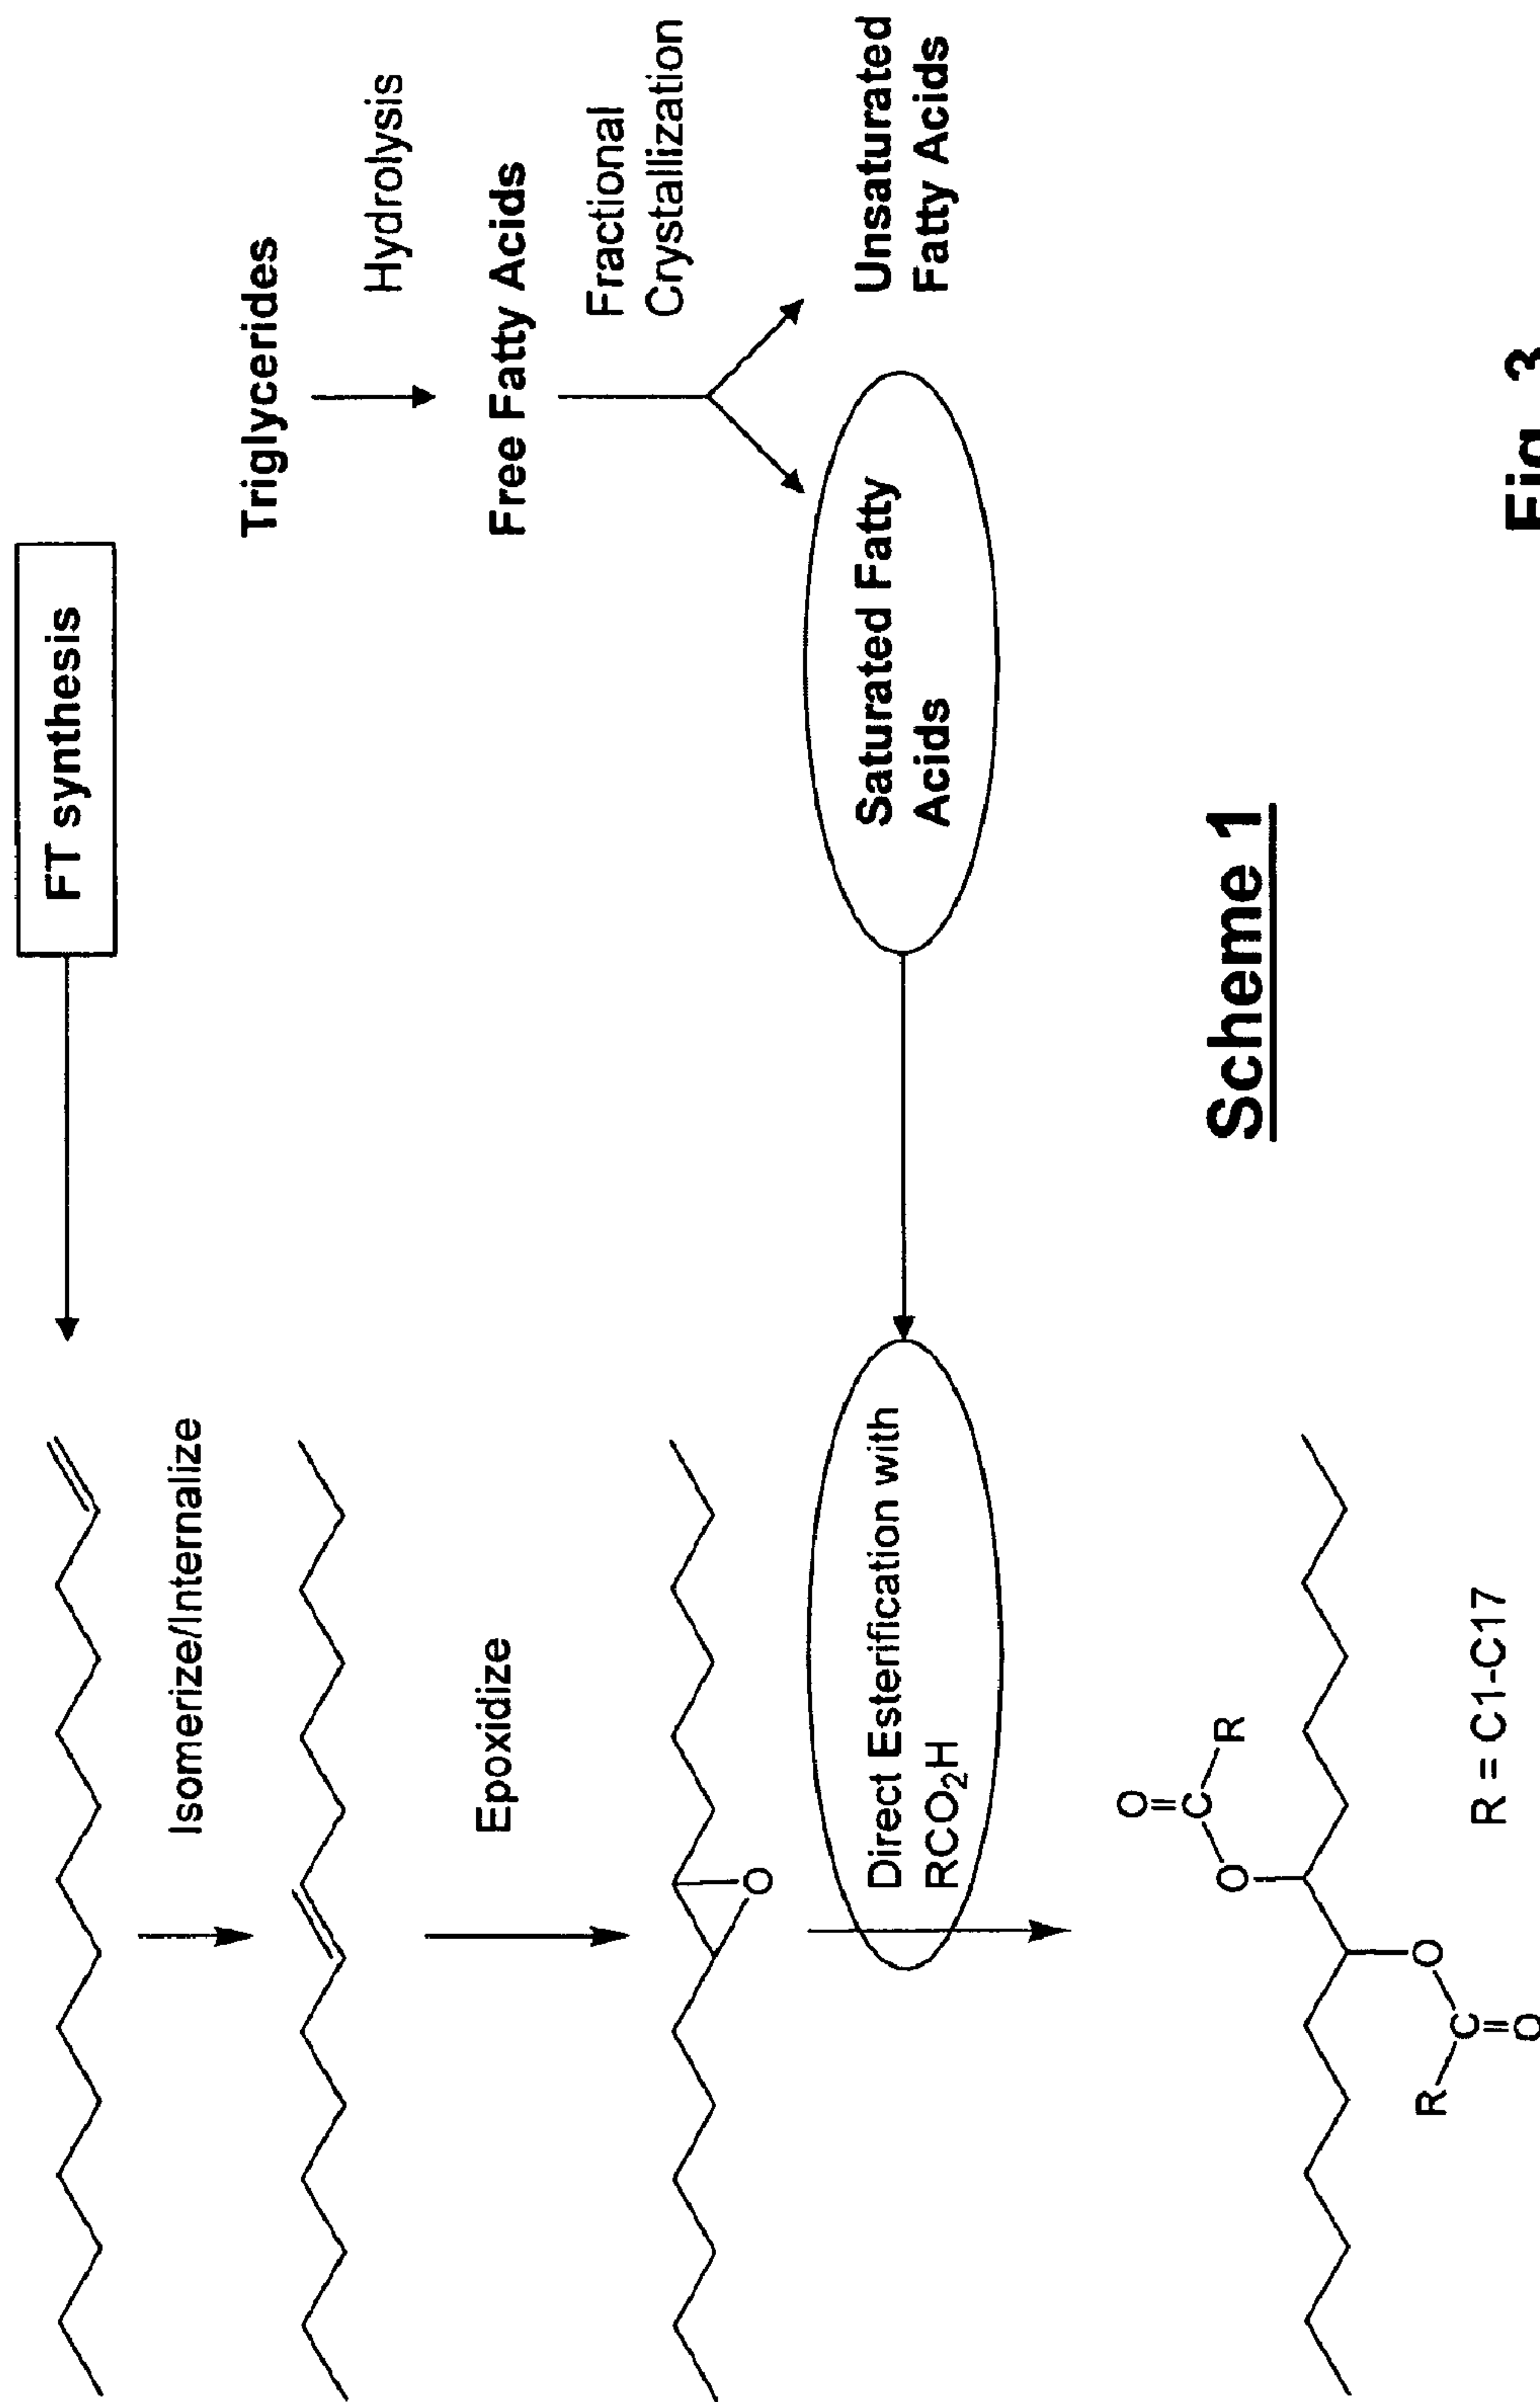 FT synthesis
Isomerize/Internalize
Triglycerides
Hydrolysis
Epoxidize
Free Fatty Acids
Fractional
Crystallization
O
Direct Esterification with
RCO₂H
Saturated Fatty
Acids
Unsaturated
Fatty Acids
O
C
R
O
O
R
C
O
R = C1-C17
Scheme 1
Fig. 3